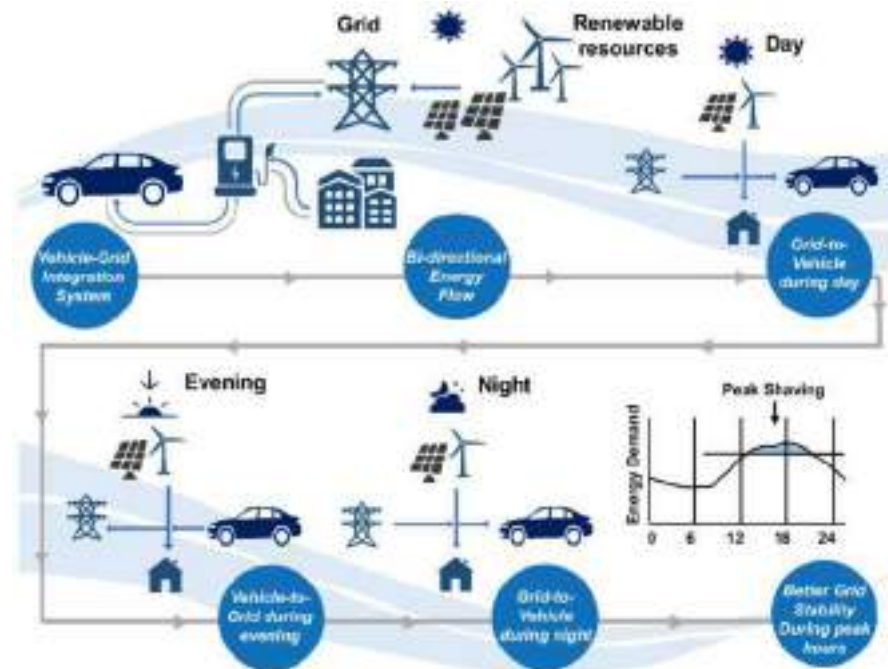 Grid
Renewable
resources
Day
Vehicle-Grid
Integration
System
Bi-directional
Energy
Flow
Grid-to-
Vehicle
during day
Evening
Night
Peak Shaving
Energy Demand
0 6 12 18 24
Vehicle-to-
Grid during
evening
Grid-to-
Vehicle
during night
Better Grid
Stability
During peak
hours